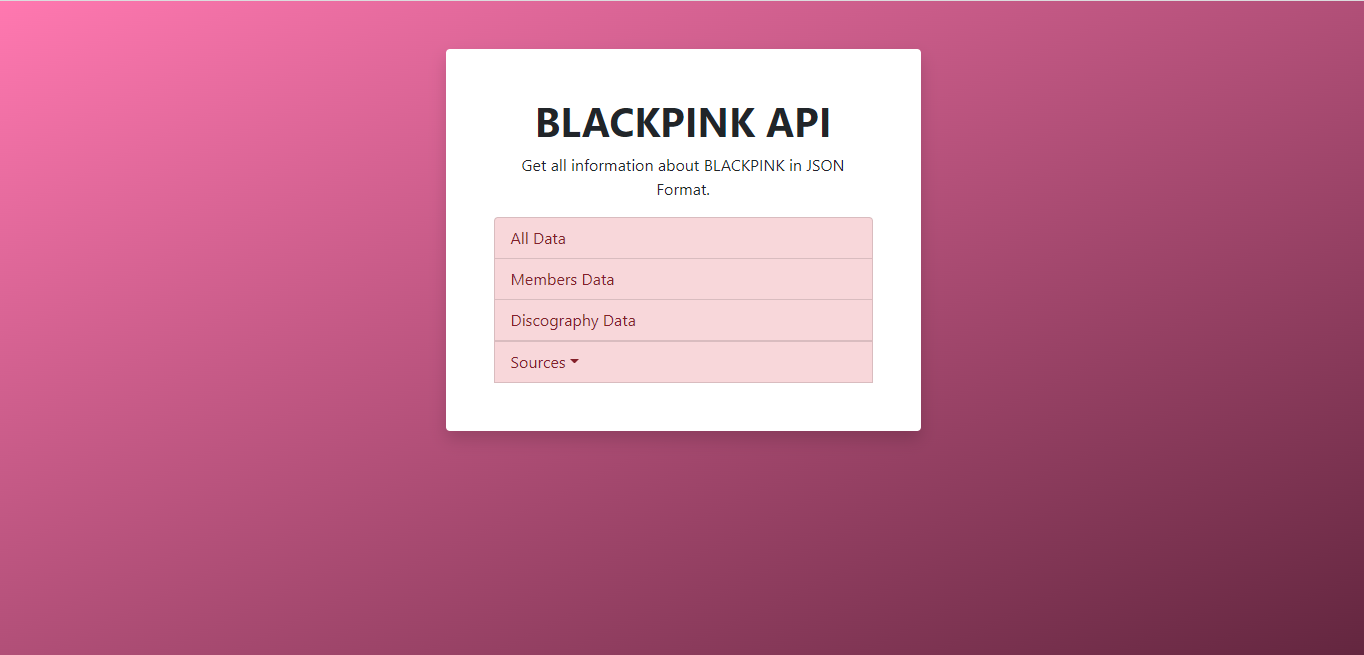 BLACKPINK API
Get all information about BLACKPINK in JSON
Format.
All Data
Members Data
Discography Data
Sources